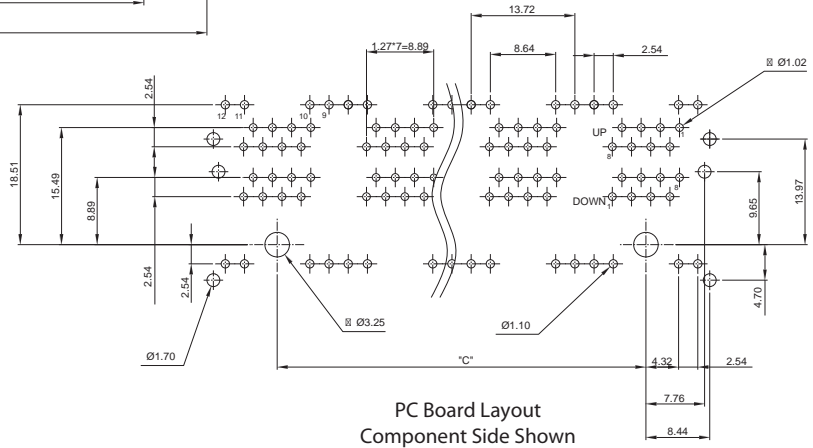 13.72
1.27*7=8.89
8.64
2.54
Ø1.02
2.54
12
11
10
9
UP
1
8
18.51
15.49
8.89
13.97
9.65
8
DOWN
1
2.54
2.54
4.70
Ø3.25
Ø1.10
Ø1.70
"C"
4.32
2.54
7.76
8.44
PC Board Layout
Component Side Shown